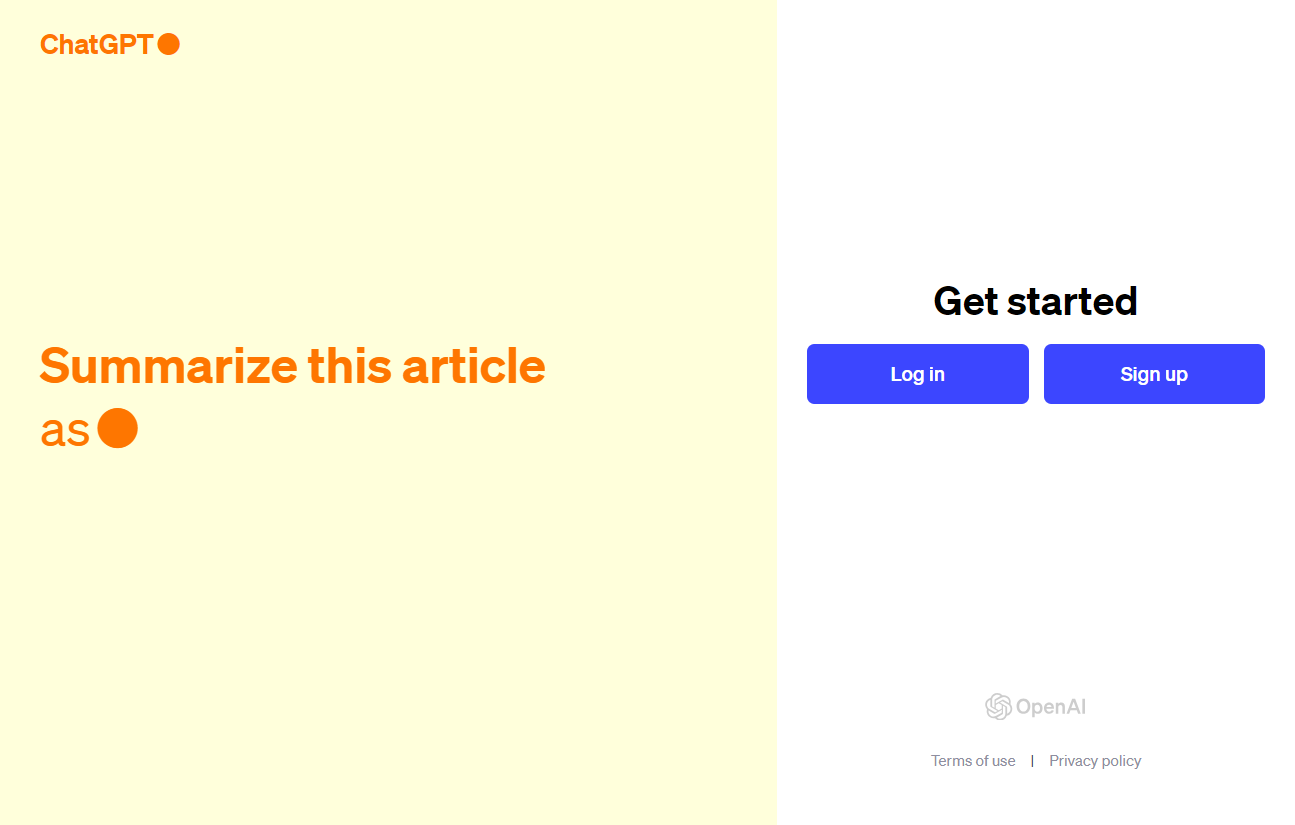 ChatGPT
Summarize this article
as
Get started
Log in
Sign up
OpenAI
Terms of use | Privacy policy